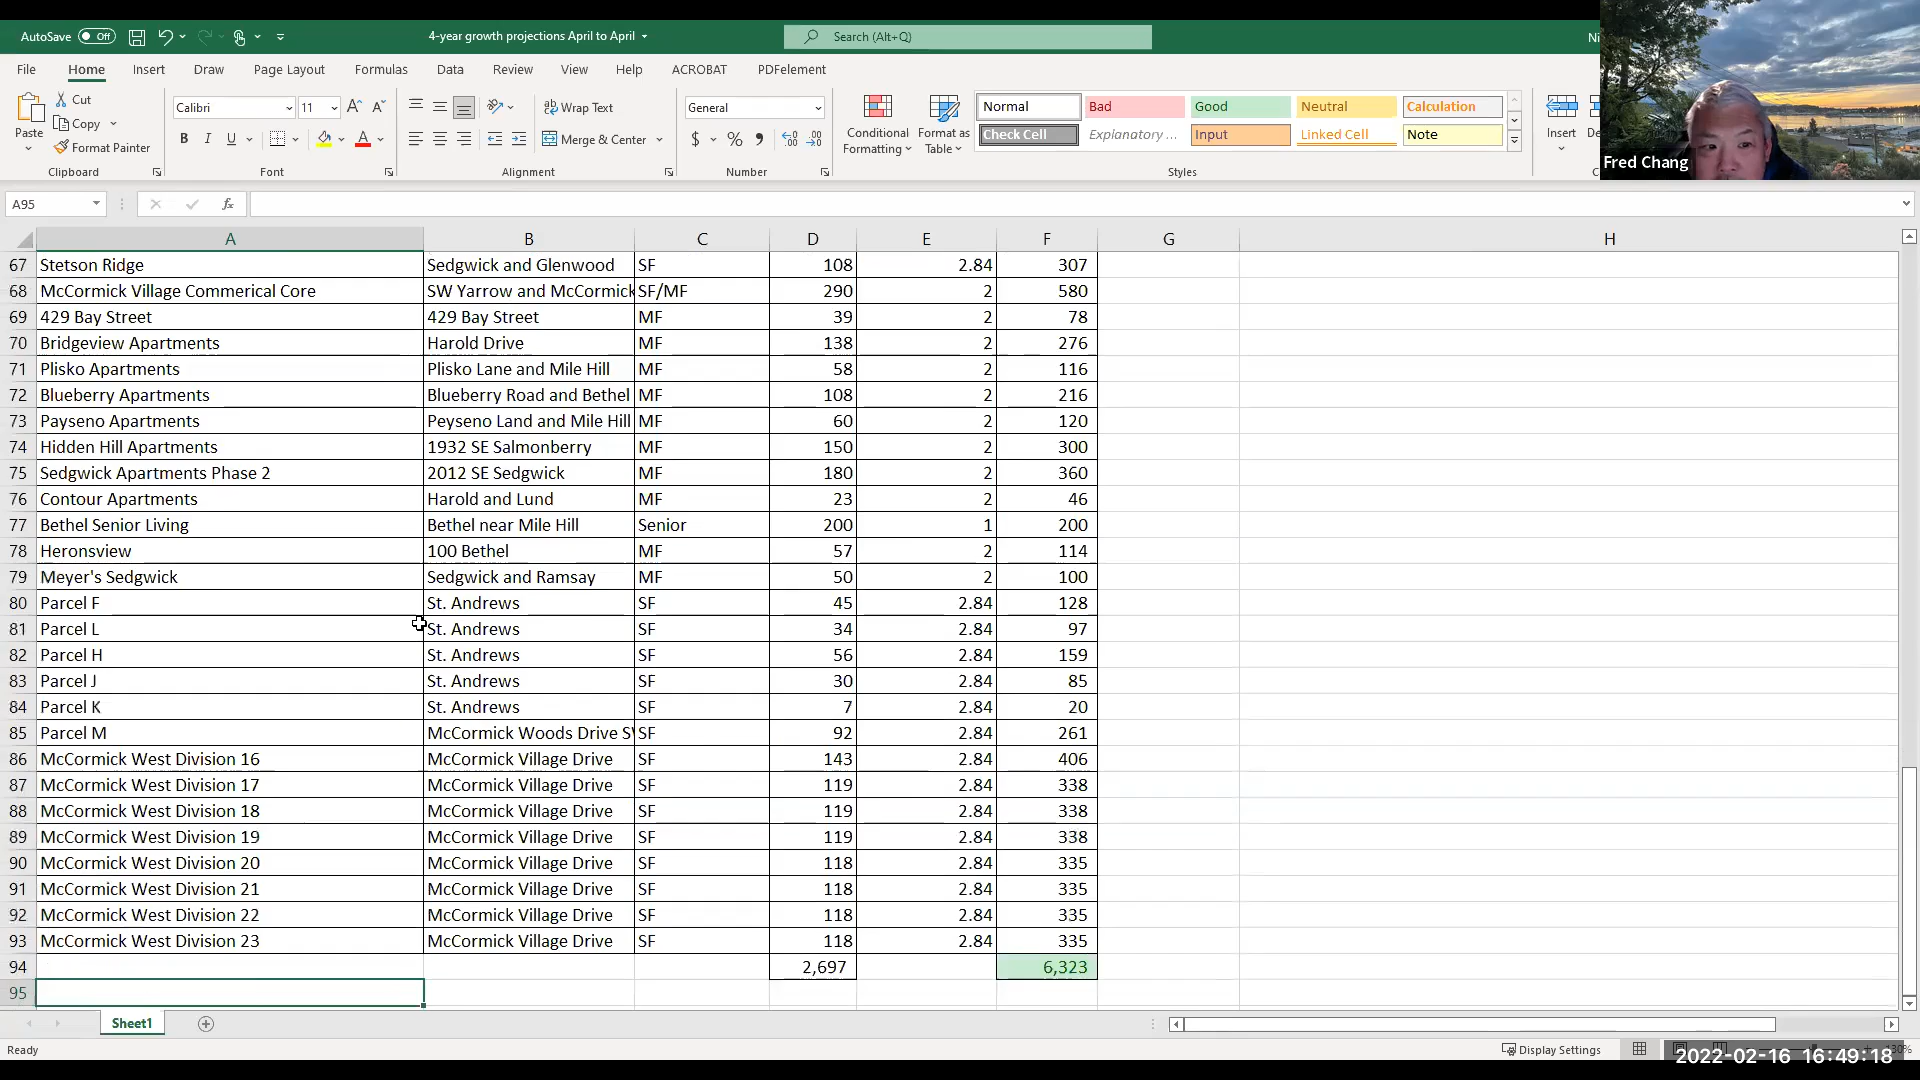 AutoSave Off 4-year growth projections April to April Search (Alt+Q) Ni
File Home Insert Draw Page Layout Formulas Data Review View Help ACROBAT PDFelement
Paste Cut Copy Format Painter Clipboard
Calibri 11 A^ Aˇ B I U A Font
Wrap Text Merge & Center Alignment
General $ % 9 Number
Conditional Formatting Format as Table
Normal Bad Good Neutral Calculation
Check Cell Explanatory ... Input Linked Cell Note
Styles
Insert
Fred Chang
A95 fx
A B C D E F G H
67 Stetson Ridge Sedgwick and Glenwood SF 108 2.84 307
68 McCormick Village Commerical Core SW Yarrow and McCormick SF/MF 290 2 580
69 429 Bay Street 429 Bay Street MF 39 2 78
70 Bridgeview Apartments Harold Drive MF 138 2 276
71 Plisko Apartments Plisko Lane and Mile Hill MF 58 2 116
72 Blueberry Apartments Blueberry Road and Bethel MF 108 2 216
73 Payseno Apartments Peyseno Land and Mile Hill MF 60 2 120
74 Hidden Hill Apartments 1932 SE Salmonberry MF 150 2 300
75 Sedgwick Apartments Phase 2 2012 SE Sedgwick MF 180 2 360
76 Contour Apartments Harold and Lund MF 23 2 46
77 Bethel Senior Living Bethel near Mile Hill Senior 200 1 200
78 Heronsview 100 Bethel MF 57 2 114
79 Meyer's Sedgwick Sedgwick and Ramsay MF 50 2 100
80 Parcel F St. Andrews SF 45 2.84 128
81 Parcel L St. Andrews SF 34 2.84 97
82 Parcel H St. Andrews SF 56 2.84 159
83 Parcel J St. Andrews SF 30 2.84 85
84 Parcel K St. Andrews SF 7 2.84 20
85 Parcel M McCormick Woods Drive SW SF 92 2.84 261
86 McCormick West Division 16 McCormick Village Drive SF 143 2.84 406
87 McCormick West Division 17 McCormick Village Drive SF 119 2.84 338
88 McCormick West Division 18 McCormick Village Drive SF 119 2.84 338
89 McCormick West Division 19 McCormick Village Drive SF 119 2.84 338
90 McCormick West Division 20 McCormick Village Drive SF 118 2.84 335
91 McCormick West Division 21 McCormick Village Drive SF 118 2.84 335
92 McCormick West Division 22 McCormick Village Drive SF 118 2.84 335
93 McCormick West Division 23 McCormick Village Drive SF 118 2.84 335
94 2,697 6,323
95
Sheet1
Ready Display Settings
2022-02-16 16:49:18